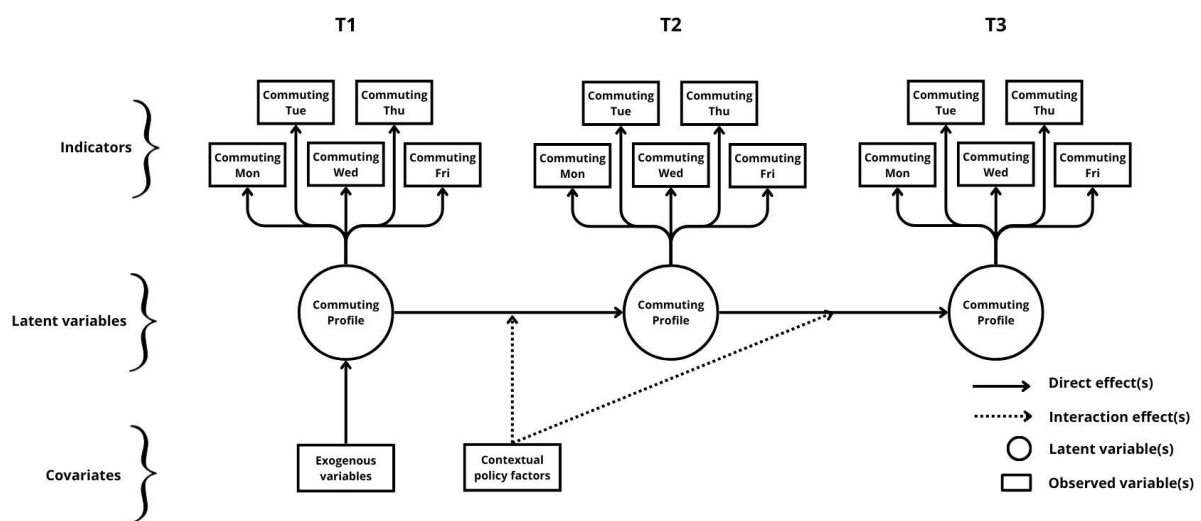 T1
T2
T3
Commuting
Tue
Commuting
Thu
Commuting
Tue
Commuting
Thu
Commuting
Tue
Commuting
Thu
Indicators
Commuting
Mon
Commuting
Wed
Commuting
Fri
Commuting
Mon
Commuting
Wed
Commuting
Fri
Commuting
Mon
Commuting
Wed
Commuting
Fri
Latent variables
Commuting
Profile
Commuting
Profile
Commuting
Profile
Direct effect(s)
Interaction effect(s)
Latent variable(s)
Observed variable(s)
Covariates
Exogenous
variables
Contextual
policy factors